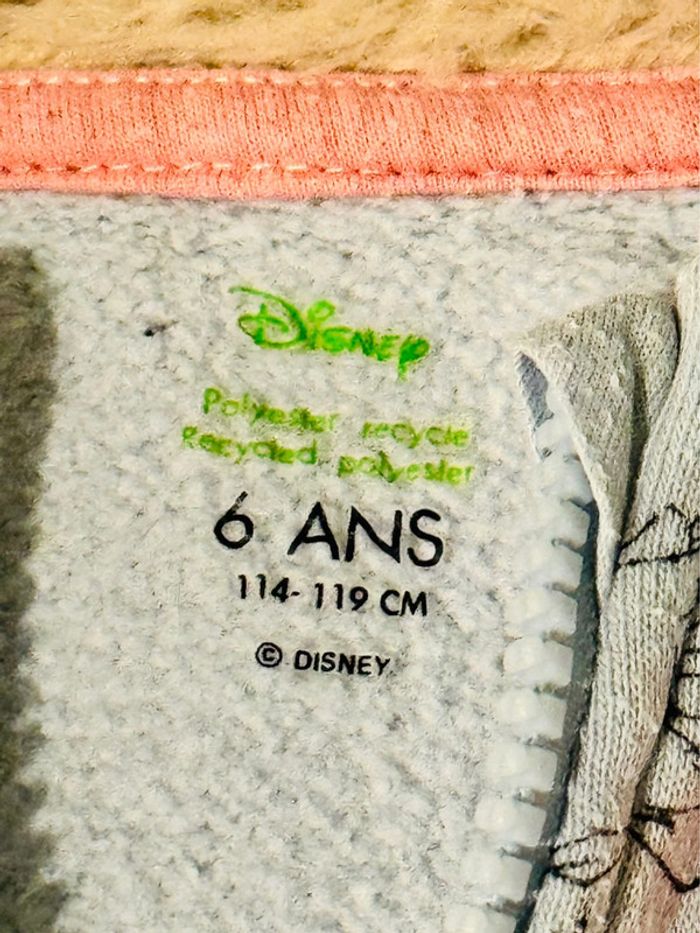 Disney
Polyester recycle
Recycled polyester
6 ANS
114-119 CM
© DISNEY